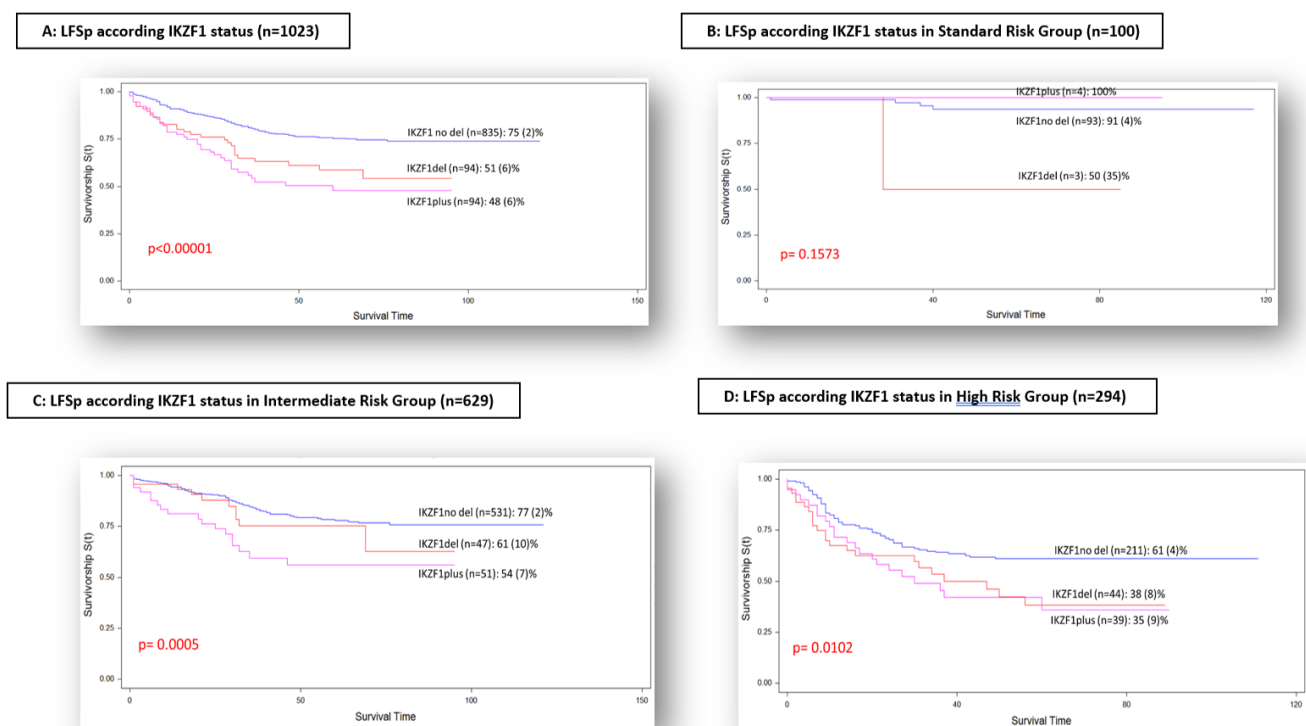 A: LFSp according IKZF1 status (n=1023)
Survivorship S(t)
1.00
0.75
0.50
0.25
0.00
IKZF1 no del (n=835): 75 (2)%
IKZF1del (n=94): 51 (6)%
IKZF1plus (n=94): 48 (6)%
p<0.00001
0
50
100
150
Survival Time
B: LFSp according IKZF1 status in Standard Risk Group (n=100)
Survivorship S(t)
1.00
0.75
0.50
0.25
0.00
IKZF1plus (n=4): 100%
IKZF1no del (n=93): 91 (4)%
IKZF1del (n=3): 50 (35)%
p= 0.1573
0
40
80
120
Survival Time
C: LFSp according IKZF1 status in Intermediate Risk Group (n=629)
Survivorship S(t)
1.00
0.75
0.50
0.25
0.00
IKZF1no del (n=531): 77 (2)%
IKZF1del (n=47): 61 (10)%
IKZF1plus (n=51): 54 (7)%
p= 0.0005
0
50
100
150
Survival Time
D: LFSp according IKZF1 status in High Risk Group (n=294)
Survivorship S(t)
1.00
0.75
0.50
0.25
0.00
IKZF1no del (n=211): 61 (4)%
IKZF1del (n=44): 38 (8)%
IKZF1plus (n=39): 35 (9)%
p= 0.0102
0
40
80
120
Survival Time